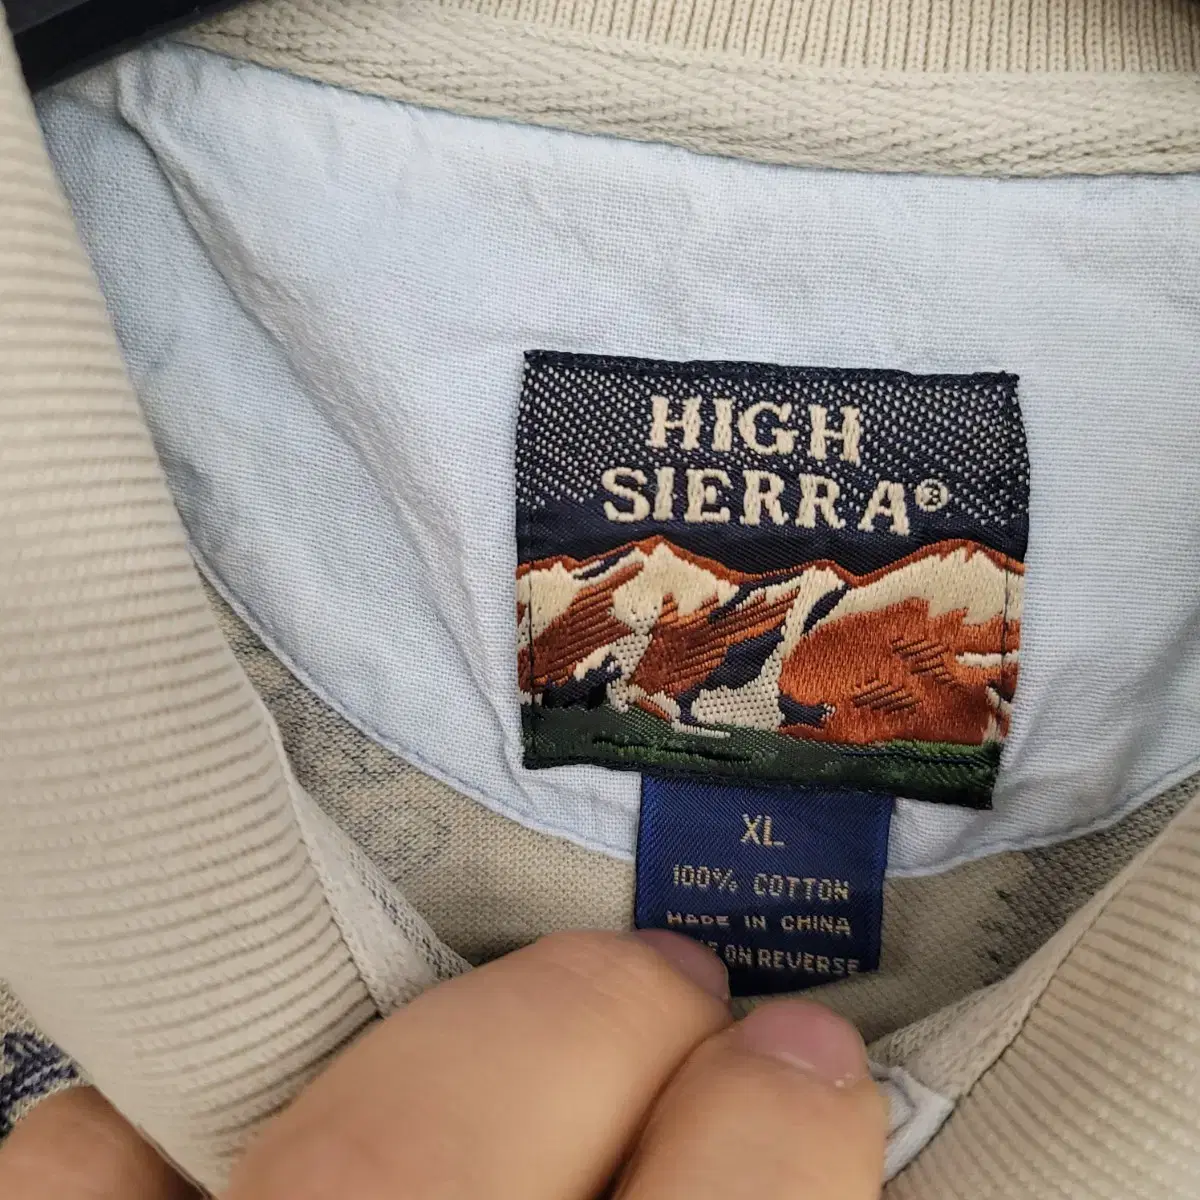 HIGH
SIERRA®
XL
100% COTTON
MADE IN CHINA
ON REVERSE